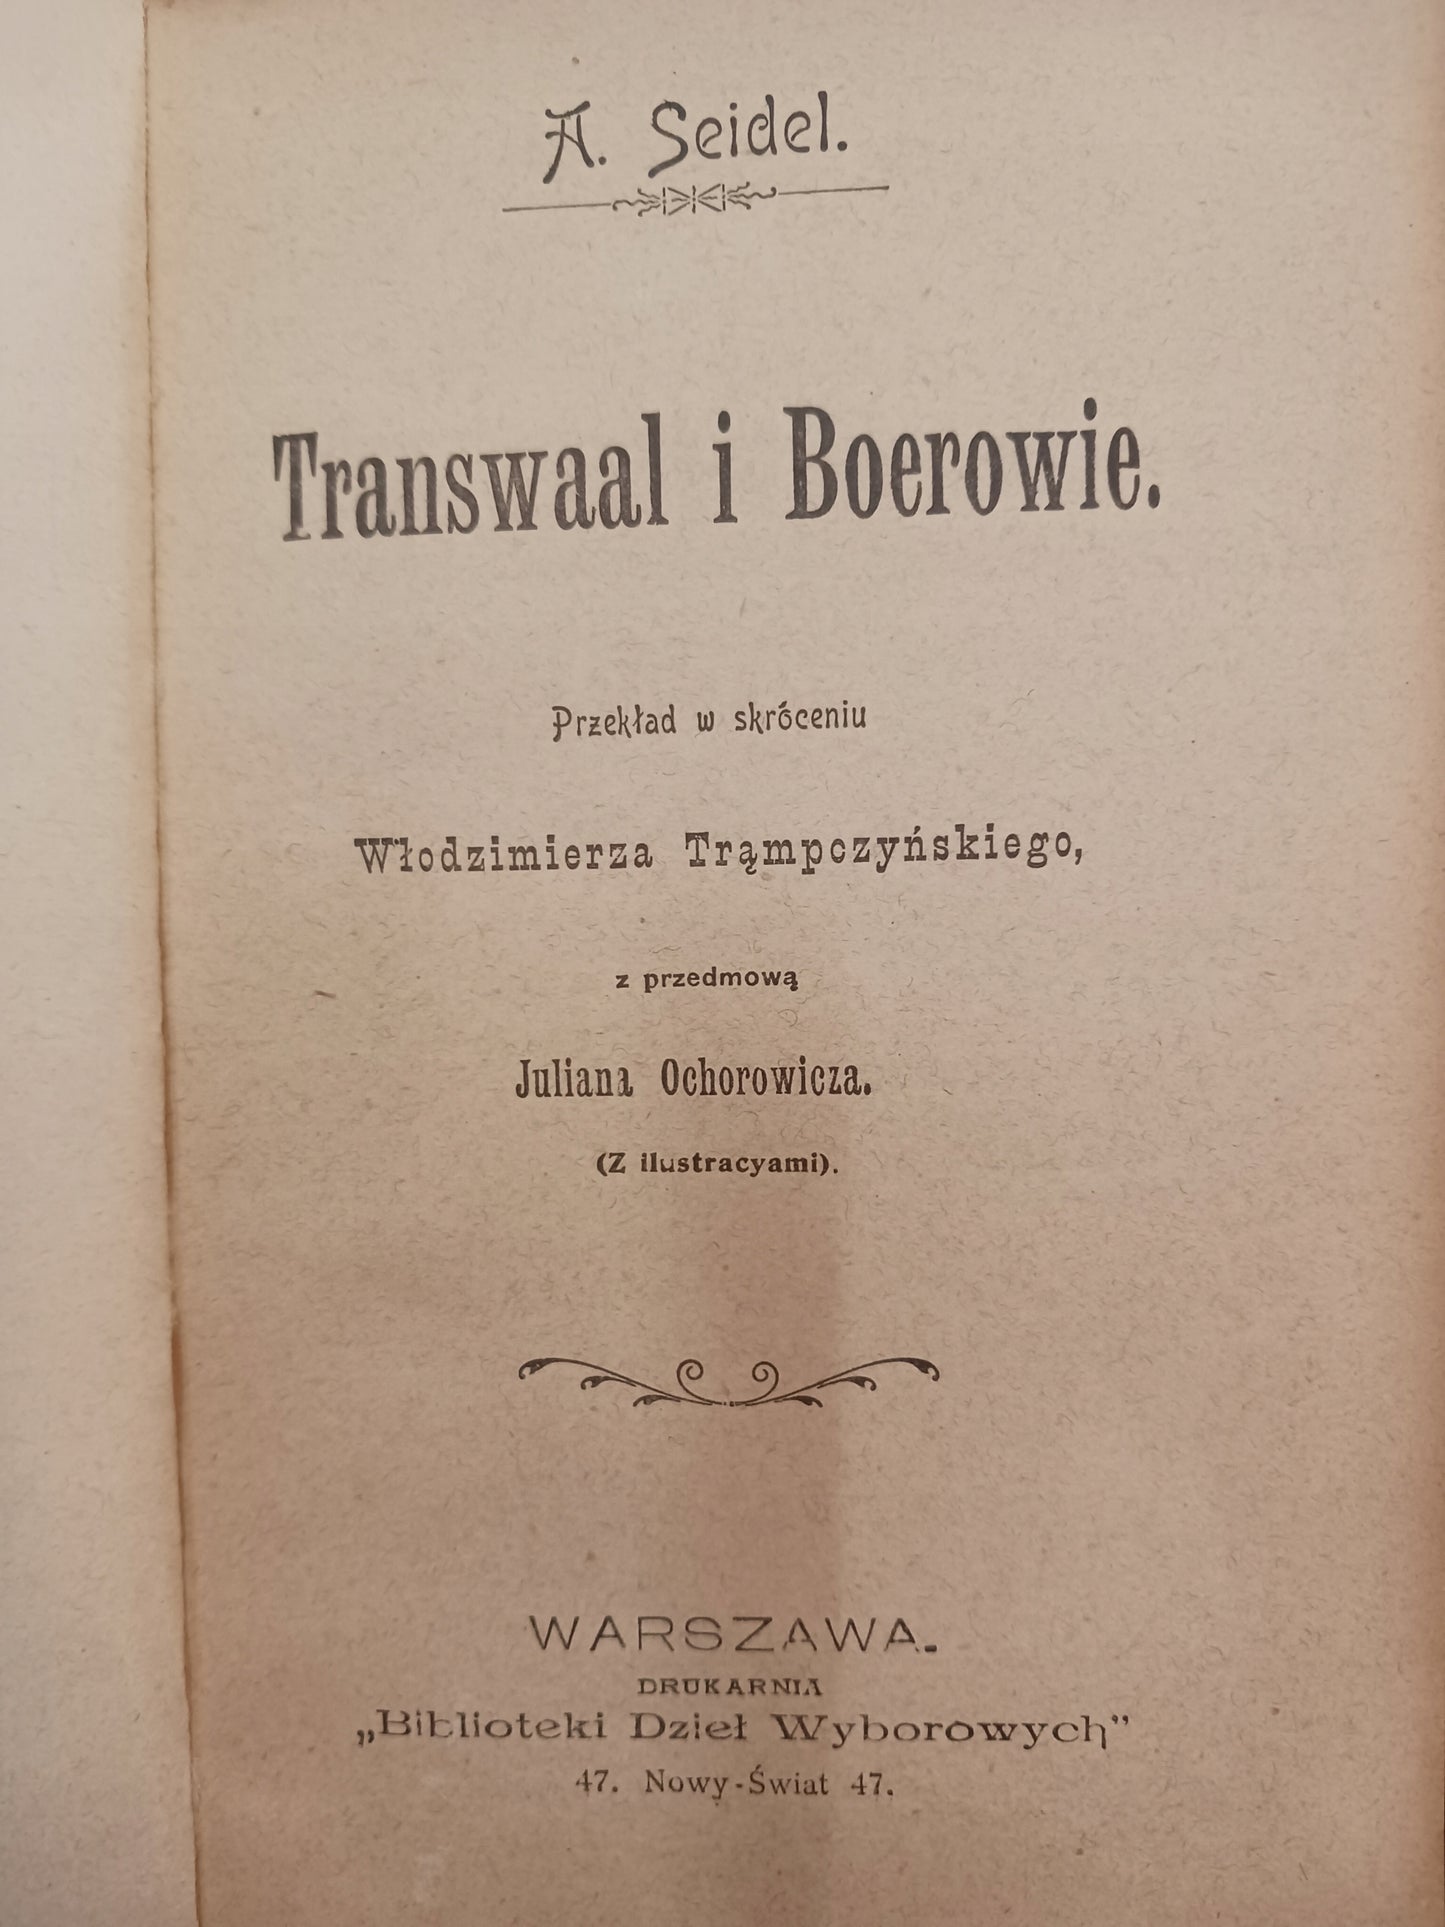 A. Seidel.
Transwaal i Boerowie.
Przekład w skróceniu
Włodzimierza Trąmpczyńskiego,
z przedmową
Juliana Ochorowicza.
(Z ilustracyami).
WARSZAWA.
DRUKARNIA
„Biblioteki Dzieł Wyborowych”
47. Nowy-Świat 47.